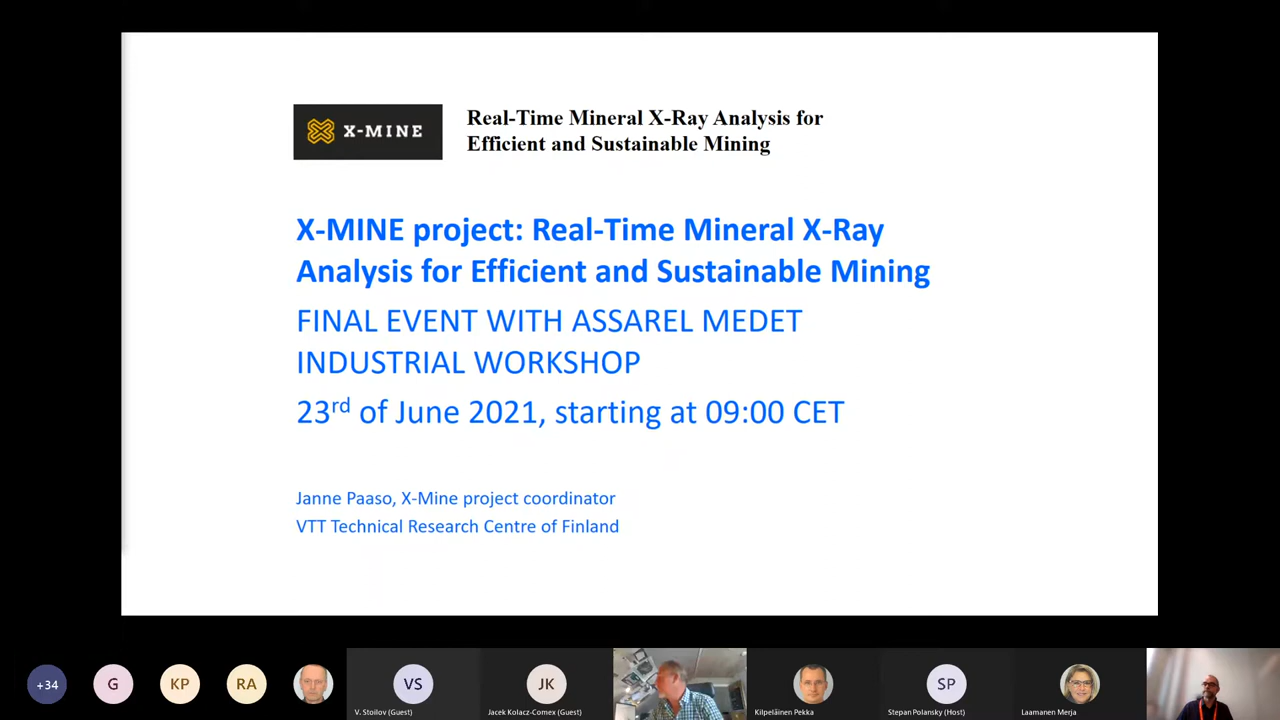 X-MINE
Real-Time Mineral X-Ray Analysis for
Efficient and Sustainable Mining
X-MINE project: Real-Time Mineral X-Ray
Analysis for Efficient and Sustainable Mining
FINAL EVENT WITH ASSAREL MEDET
INDUSTRIAL WORKSHOP
23rd of June 2021, starting at 09:00 CET
Janne Paaso, X-Mine project coordinator
VTT Technical Research Centre of Finland
+34
G
KP
RA
VS
JK
SP
V. Stoilov (Guest)
Jacek Kolacz-Comex (Guest)
Kilpeläinen Pekka
Stepan Polansky (Host)
Laamanen Merja